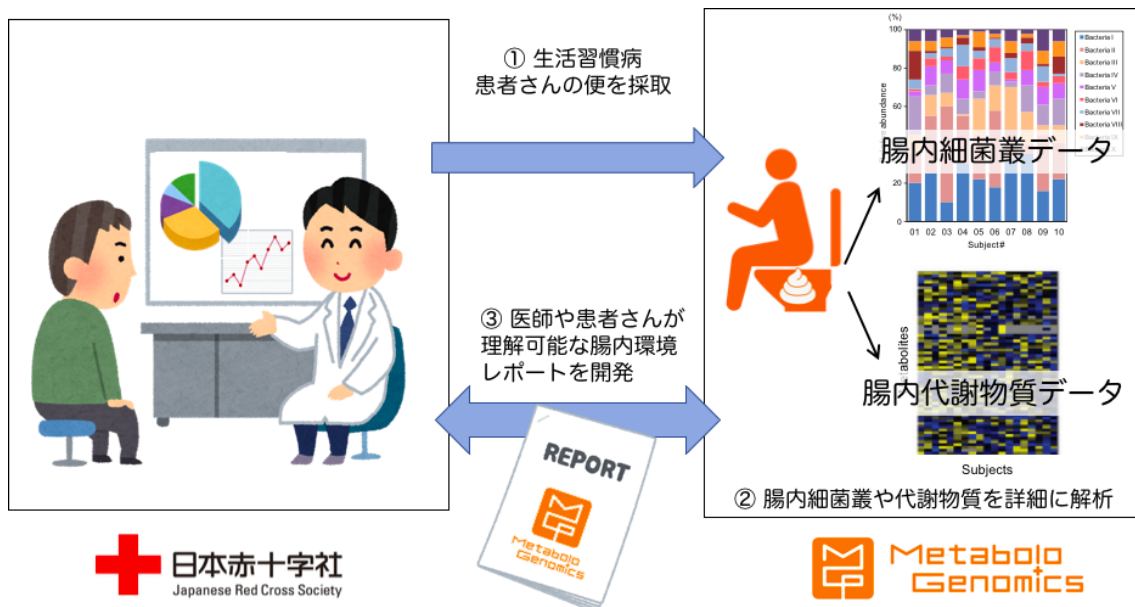 ① 生活習慣病
患者さんの便を採取
③ 医師や患者さんが
理解可能な腸内環境
レポートを開発
REPORT
Metabolo
Genomics
日本赤十字社
Japanese Red Cross Society
(%)
100
80
60
20
0
abundance
01 02 03 04 05 06 07 08 09 10
Subject#
Bacteria I
Bacteria II
Bacteria III
Bacteria IV
Bacteria V
Bacteria VI
Bacteria VII
Bacteria VIII
腸内細菌叢データ
腸内代謝物質データ
Subjects
② 腸内細菌叢や代謝物質を詳細に解析
Metabolo
Genomics